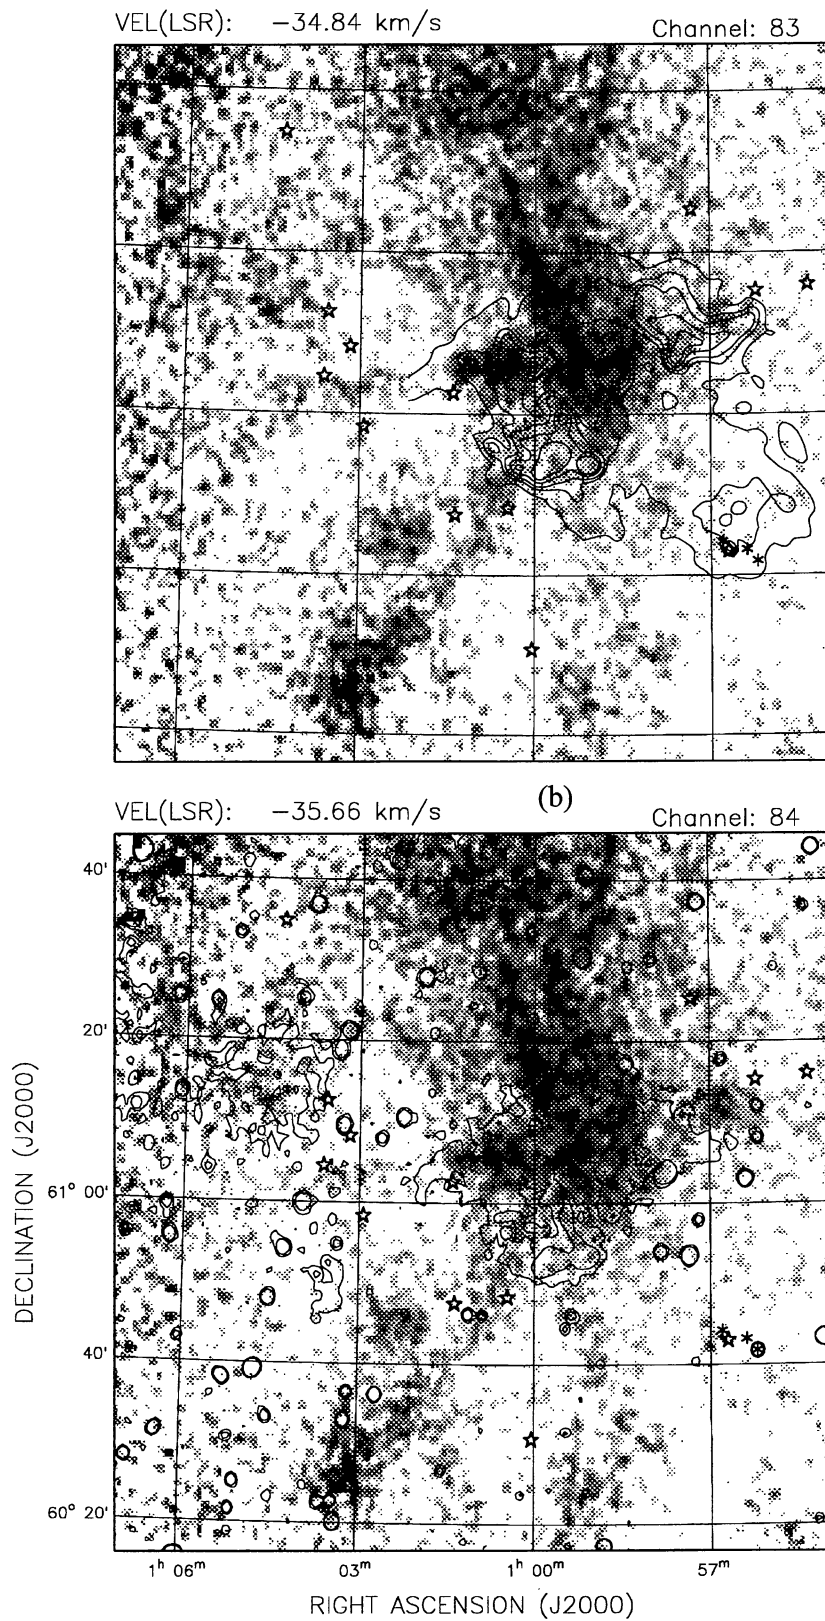 VEL(LSR): −34.84 km/s Channel: 83
(b)
VEL(LSR): −35.66 km/s Channel: 84
40'
20'
61° 00'
40'
60° 20'
DECLINATION (J2000)
1ʰ 06ᵐ 03ᵐ 1ʰ 00ᵐ 57ᵐ
RIGHT ASCENSION (J2000)